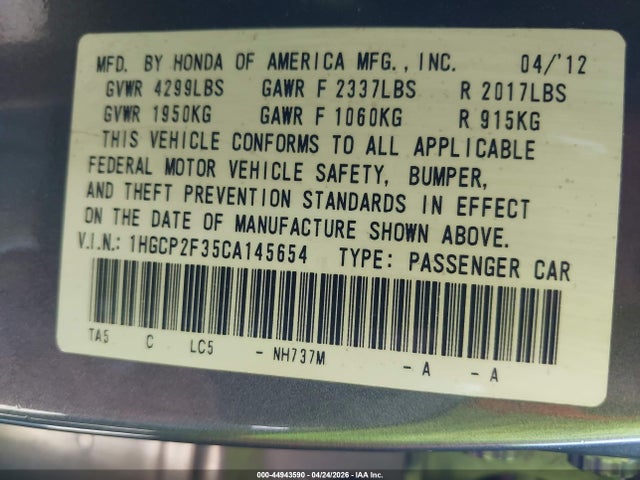 MFD. BY HONDA OF AMERICA MFG., INC. 04/'12
GVWR 4299LBS GAWR F 2337LBS R 2017LBS
GVWR 1950KG GAWR F 1060KG R 915KG
THIS VEHICLE CONFORMS TO ALL APPLICABLE
FEDERAL MOTOR VEHICLE SAFETY, BUMPER,
AND THEFT PREVENTION STANDARDS IN EFFECT
ON THE DATE OF MANUFACTURE SHOWN ABOVE.
V.I.N.: 1HGCP2F35CA145654 TYPE: PASSENGER CAR
TA5 C LC5 - NH737M - A - A
000-44943590 - 04/24/2026 - IAA Inc.